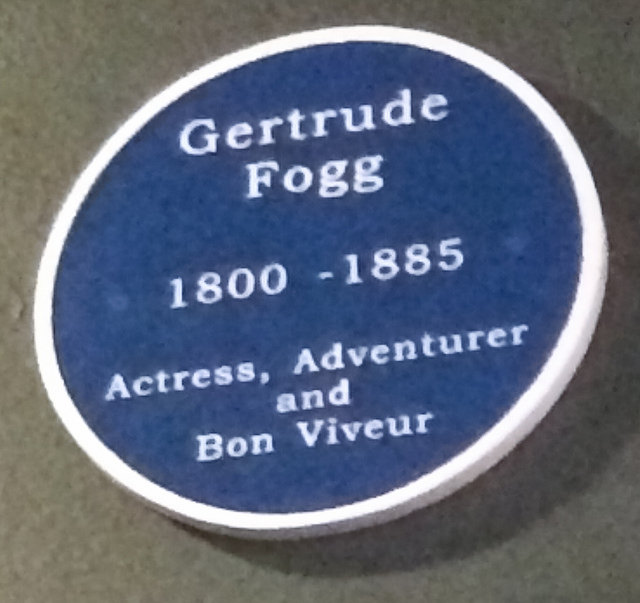 Gertrude
Fogg
1800 -1885
Actress, Adventurer
and
Bon Viveur